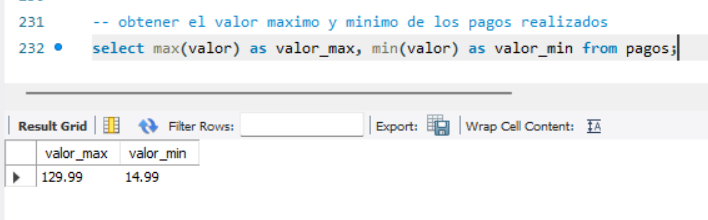 231 -- obtener el valor maximo y minimo de los pagos realizados
232 select max(valor) as valor_max, min(valor) as valor_min from pagos;
Result Grid Filter Rows: Export: Wrap Cell Content: IA
valor_max valor_min
129.99 14.99